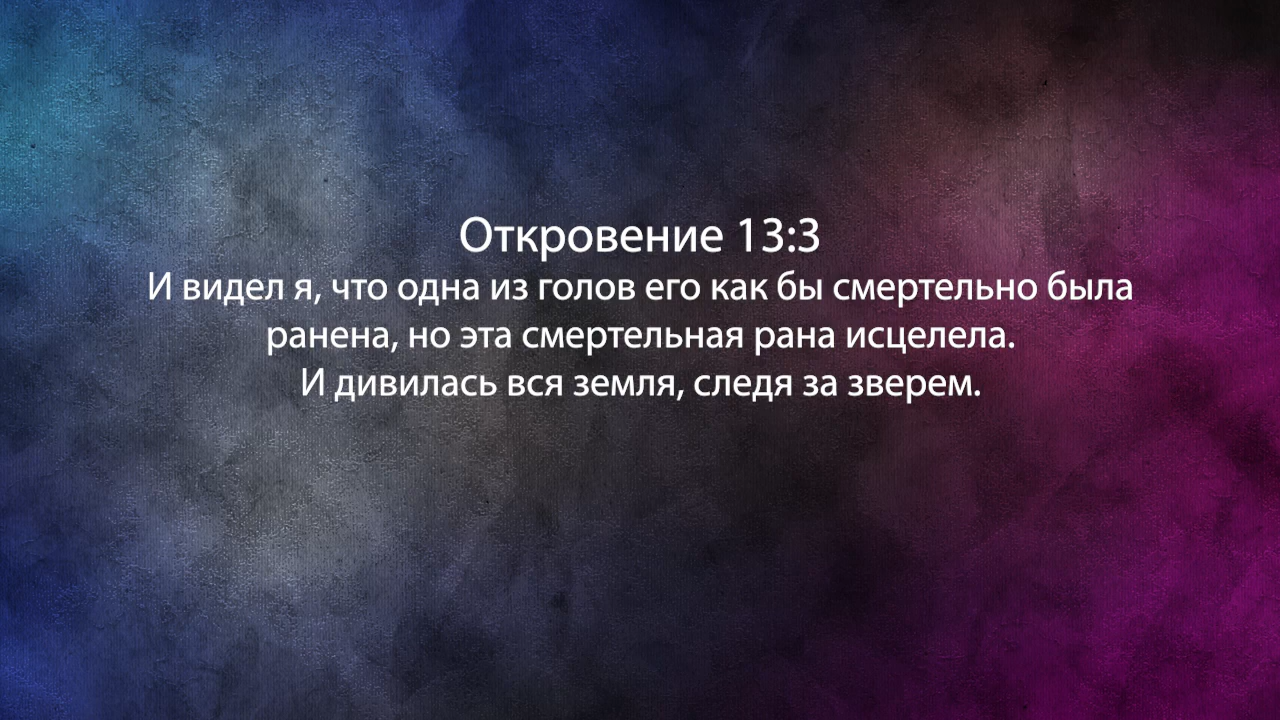 Откровение 13:3
И видел я, что одна из голов его как бы смертельно была
ранена, но эта смертельная рана исцелела.
И дивилась вся земля, следя за зверем.